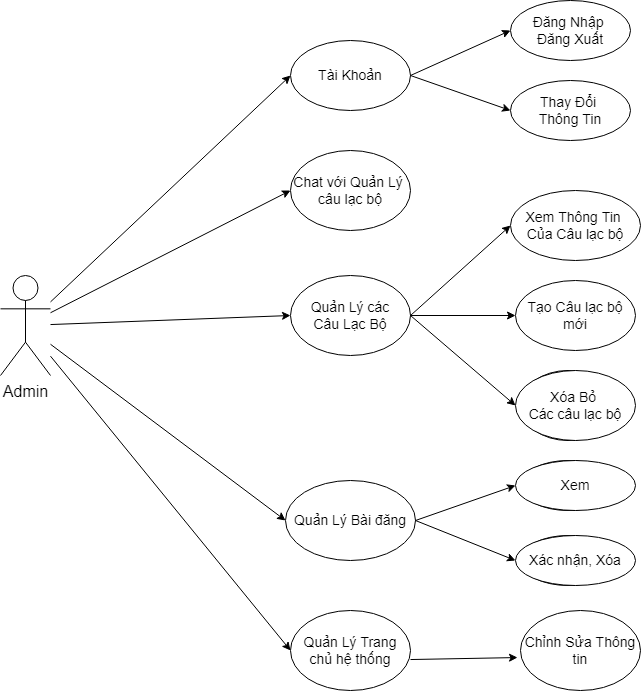 Đăng Nhập
Đăng Xuất
Tài Khoản
Thay Đổi
Thông Tin
Chat với Quản Lý
câu lạc bộ
Xem Thông Tin
Của Câu lạc bộ
Quản Lý các
Câu Lạc Bộ
Tạo Câu lạc bộ
mới
Admin
Xóa Bỏ
Các câu lạc bộ
Xem
Quản Lý Bài đăng
Xác nhận, Xóa
Quản Lý Trang
chủ hệ thống
Chỉnh Sửa Thông
tin